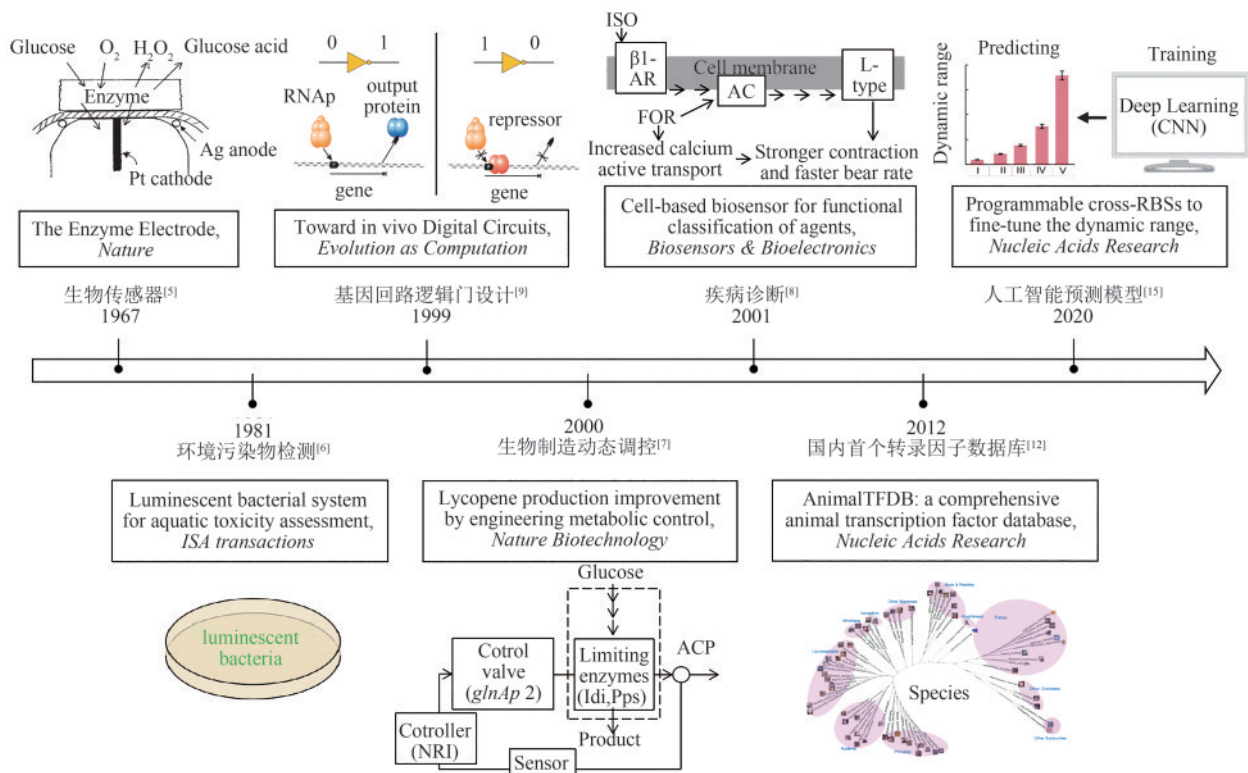 Glucose O₂ H₂O₂ Glucose acid
Enzyme
Ag anode
Pt cathode
The Enzyme Electrode,
Nature
生物传感器[5]
1967
0 1
1 0
RNAp
output
protein
gene
repressor
gene
Toward in vivo Digital Circuits,
Evolution as Computation
基因回路逻辑门设计[9]
1999
ISO
β1-
AR
Cell membrane
AC
L-
type
FOR
Increased calcium
active transport
Stronger contraction
and faster bear rate
Cell-based biosensor for functional
classification of agents,
Biosensors & Bioelectronics
疾病诊断[8]
2001
Predicting
Training
Dynamic range
I II III IV V
Deep Learning
(CNN)
Programmable cross-RBSs to
fine-tune the dynamic range,
Nucleic Acids Research
人工智能预测模型[15]
2020
1981
环境污染物检测[6]
Luminescent bacterial system
for aquatic toxicity assessment,
ISA transactions
luminescent
bacteria
2000
生物制造动态调控[7]
Lycopene production improvement
by engineering metabolic control,
Nature Biotechnology
Glucose
Cotrol
valve
(glnAp 2)
Limiting
enzymes
(Idi,Pps)
ACP
Cotroller
(NRI)
Product
Sensor
2012
国内首个转录因子数据库[12]
AnimalTFDB: a comprehensive
animal transcription factor database,
Nucleic Acids Research
Species